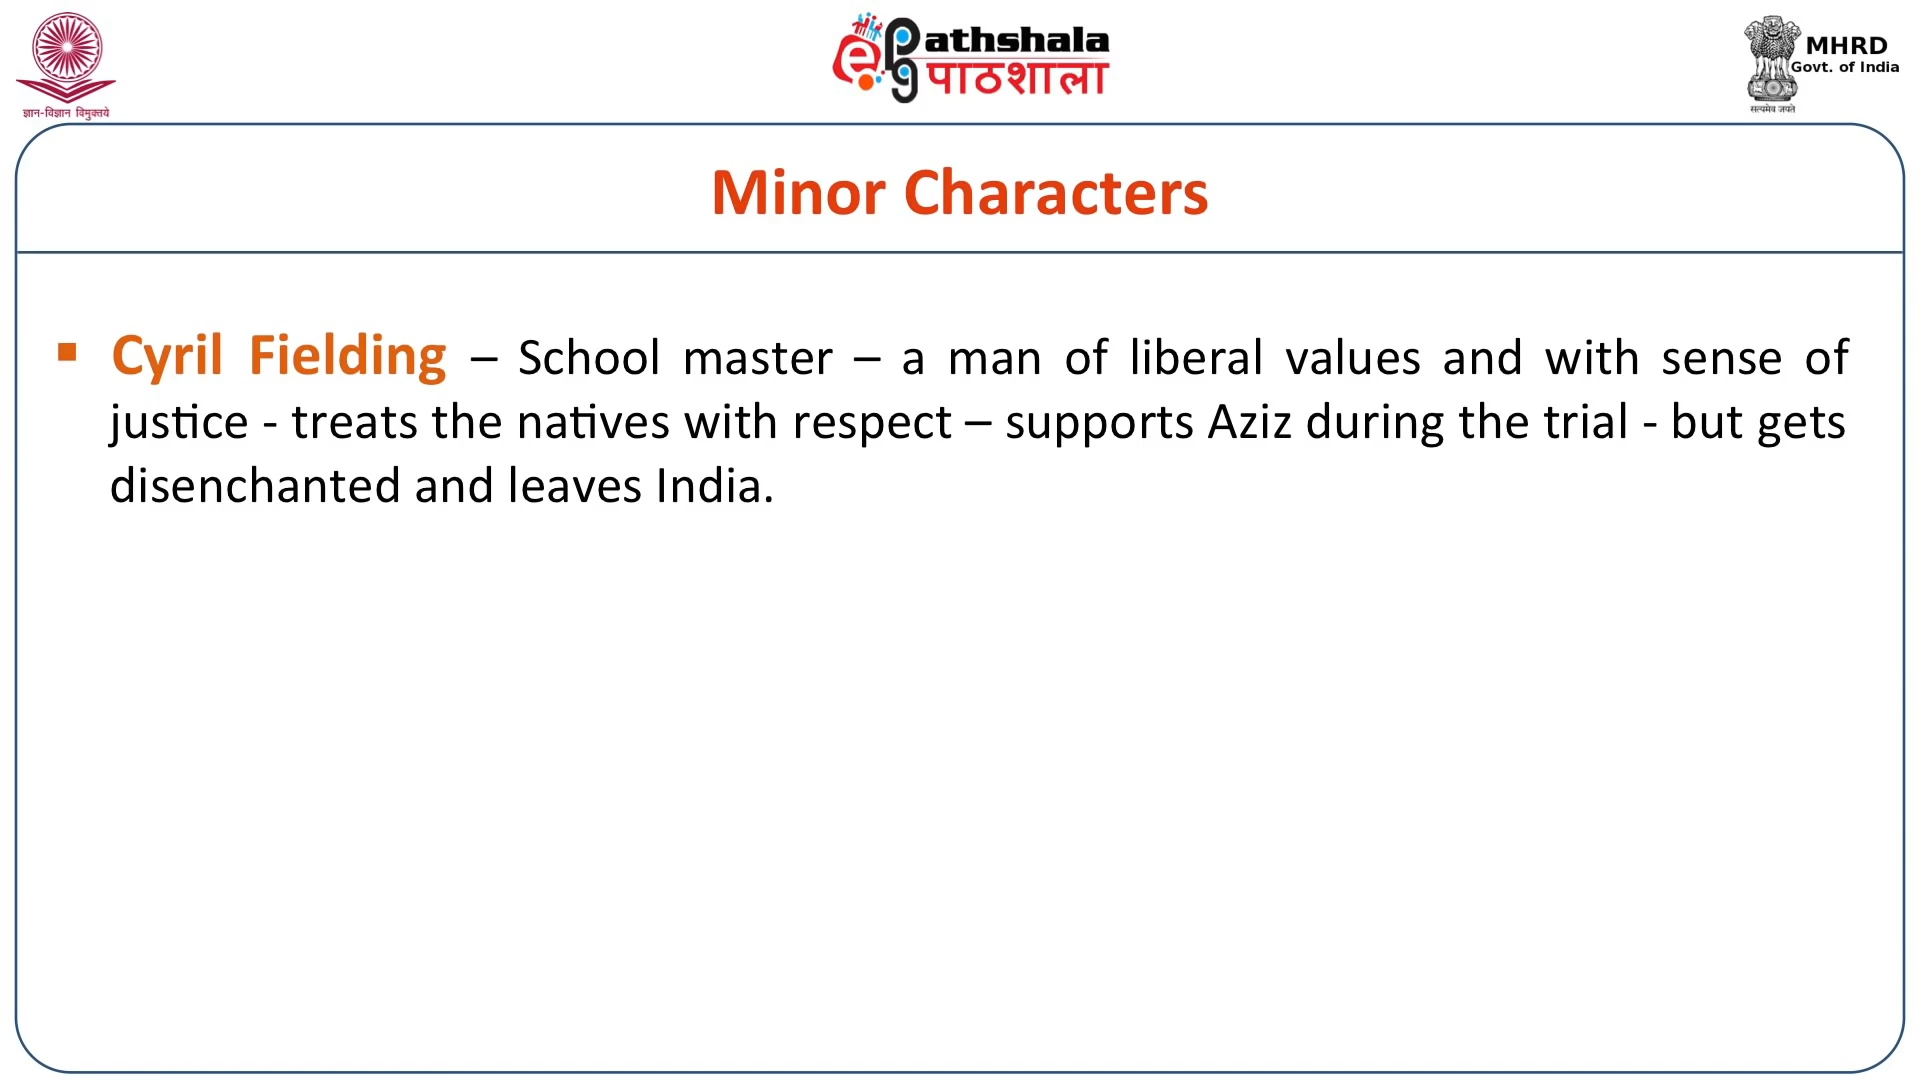 ज्ञान-विज्ञान विमुक्तये
e
Pathshala
pg
पाठशाला
MHRD
Govt. of India
सत्यमेव जयते
Minor Characters
▪ Cyril Fielding – School master – a man of liberal values and with sense of
justice - treats the natives with respect – supports Aziz during the trial - but gets
disenchanted and leaves India.